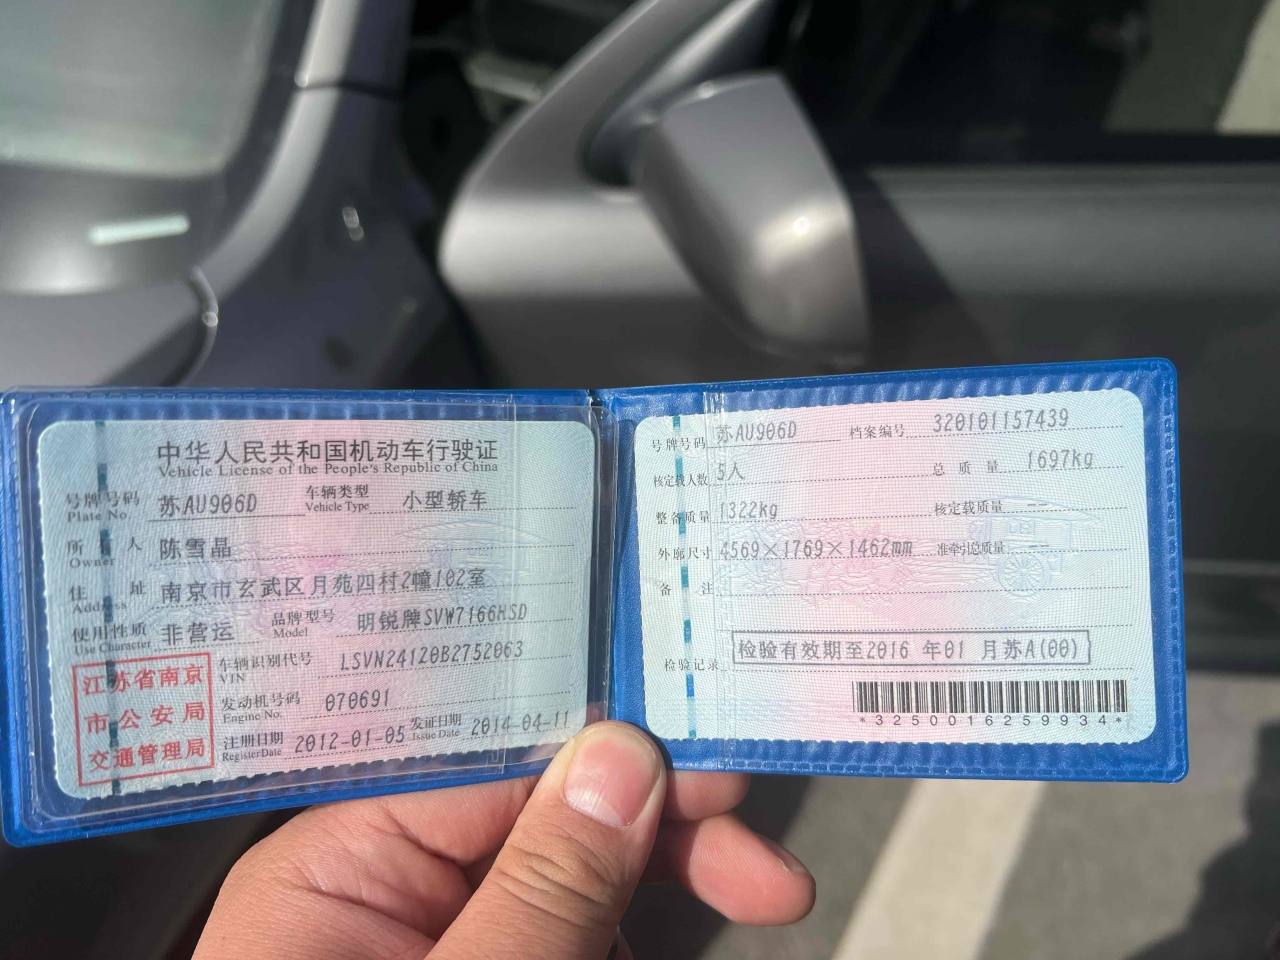 中华人民共和国机动车行驶证
Vehicle License of the People's Republic of China
号牌号码 苏AU906D 车辆类型 小型轿车
Plate No. Vehicle Type
所有人 陈雪晶
Owner
住址 南京市玄武区月苑四村2幢102室
Address
使用性质 非营运 品牌型号 明锐牌SVW7166HSD
Use Character Model
车辆识别代号 LSVN24120B2752063
VIN
发动机号码 070691
Engine No.
注册日期 2012-01-05 发证日期 2014-04-11
Register Date Issue Date
江苏省南京
市公安局
交通管理局
号牌号码 苏AU906D 档案编号 320101157439
核定载人数 5人 总质量 1697kg
整备质量 1322kg 核定载质量 --
外廓尺寸 4569×1769×1462mm 准牵引总质量 --
备注
检验记录 检验有效期至2016 年01 月苏A(00)
*3250016259934*